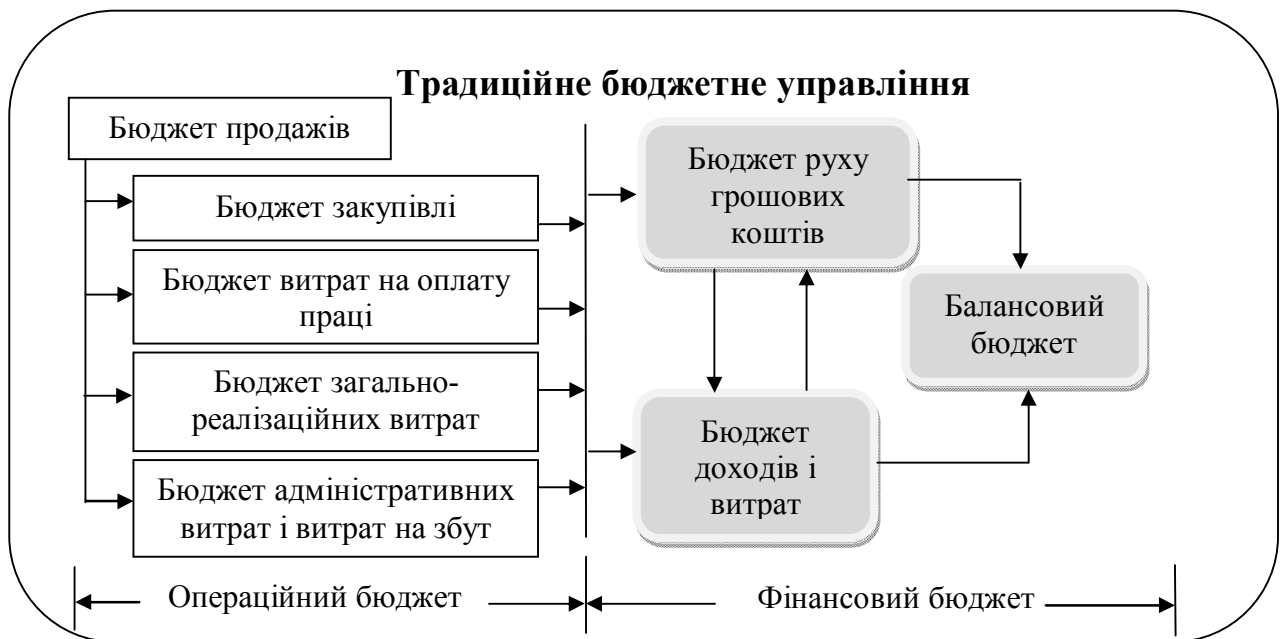 Традиційне бюджетне управління
Бюджет продажів
Бюджет закупівлі
Бюджет витрат на оплату
праці
Бюджет загально-
реалізаційних витрат
Бюджет адміністративних
витрат і витрат на збут
Бюджет руху
грошових
коштів
Бюджет
доходів і
витрат
Балансовий
бюджет
Операційний бюджет
Фінансовий бюджет